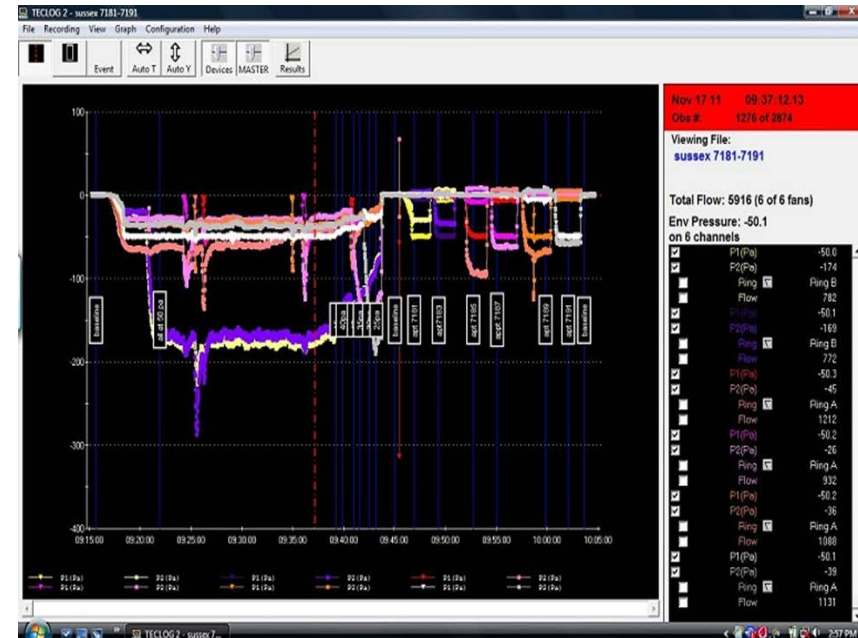 TECLOG 2 - sussex 7181-7191
File Recording View Graph Configuration Help
Event Auto T Auto Y Devices MASTER Results
Nov 17 11 09:37:12.13
Obs #: 1276 of 2874
Viewing File:
sussex 7181-7191
Total Flow: 5916 (6 of 6 fans)
Env Pressure: -50.1
on 6 channels
P1(Pa) -50.0
P2(Pa) -174
Ring Ring B
Flow 782
P1(Pa) -50.1
P2(Pa) -169
Ring Ring B
Flow 772
P1(Pa) -50.3
P2(Pa) -45
Ring Ring A
Flow 1212
P1(Pa) -50.2
P2(Pa) -26
Ring Ring A
Flow 932
P1(Pa) -50.2
P2(Pa) -36
Ring Ring A
Flow 1088
P1(Pa) -50.1
P2(Pa) -39
Ring Ring A
Flow 1131
100
0
-100
-200
-300
-400
baseline
all at 50 pa
40pa
35pa
25pa
baseline
apt 7181
apt7183
apt 7185
appt 7187
apt 7189
apt 7191
baseline
09:15:00 09:20:00 09:25:00 09:30:00 09:35:00 09:40:00 09:45:00 09:50:00 09:55:00 10:00:00 10:05:00
P1(Pa) P2(Pa) P1(Pa) P2(Pa) P1(Pa) P2(Pa)
P1(Pa) P2(Pa) P1(Pa) P2(Pa) P1(Pa) P2(Pa)
TECLOG 2 - sussex 7...
2:57 PM